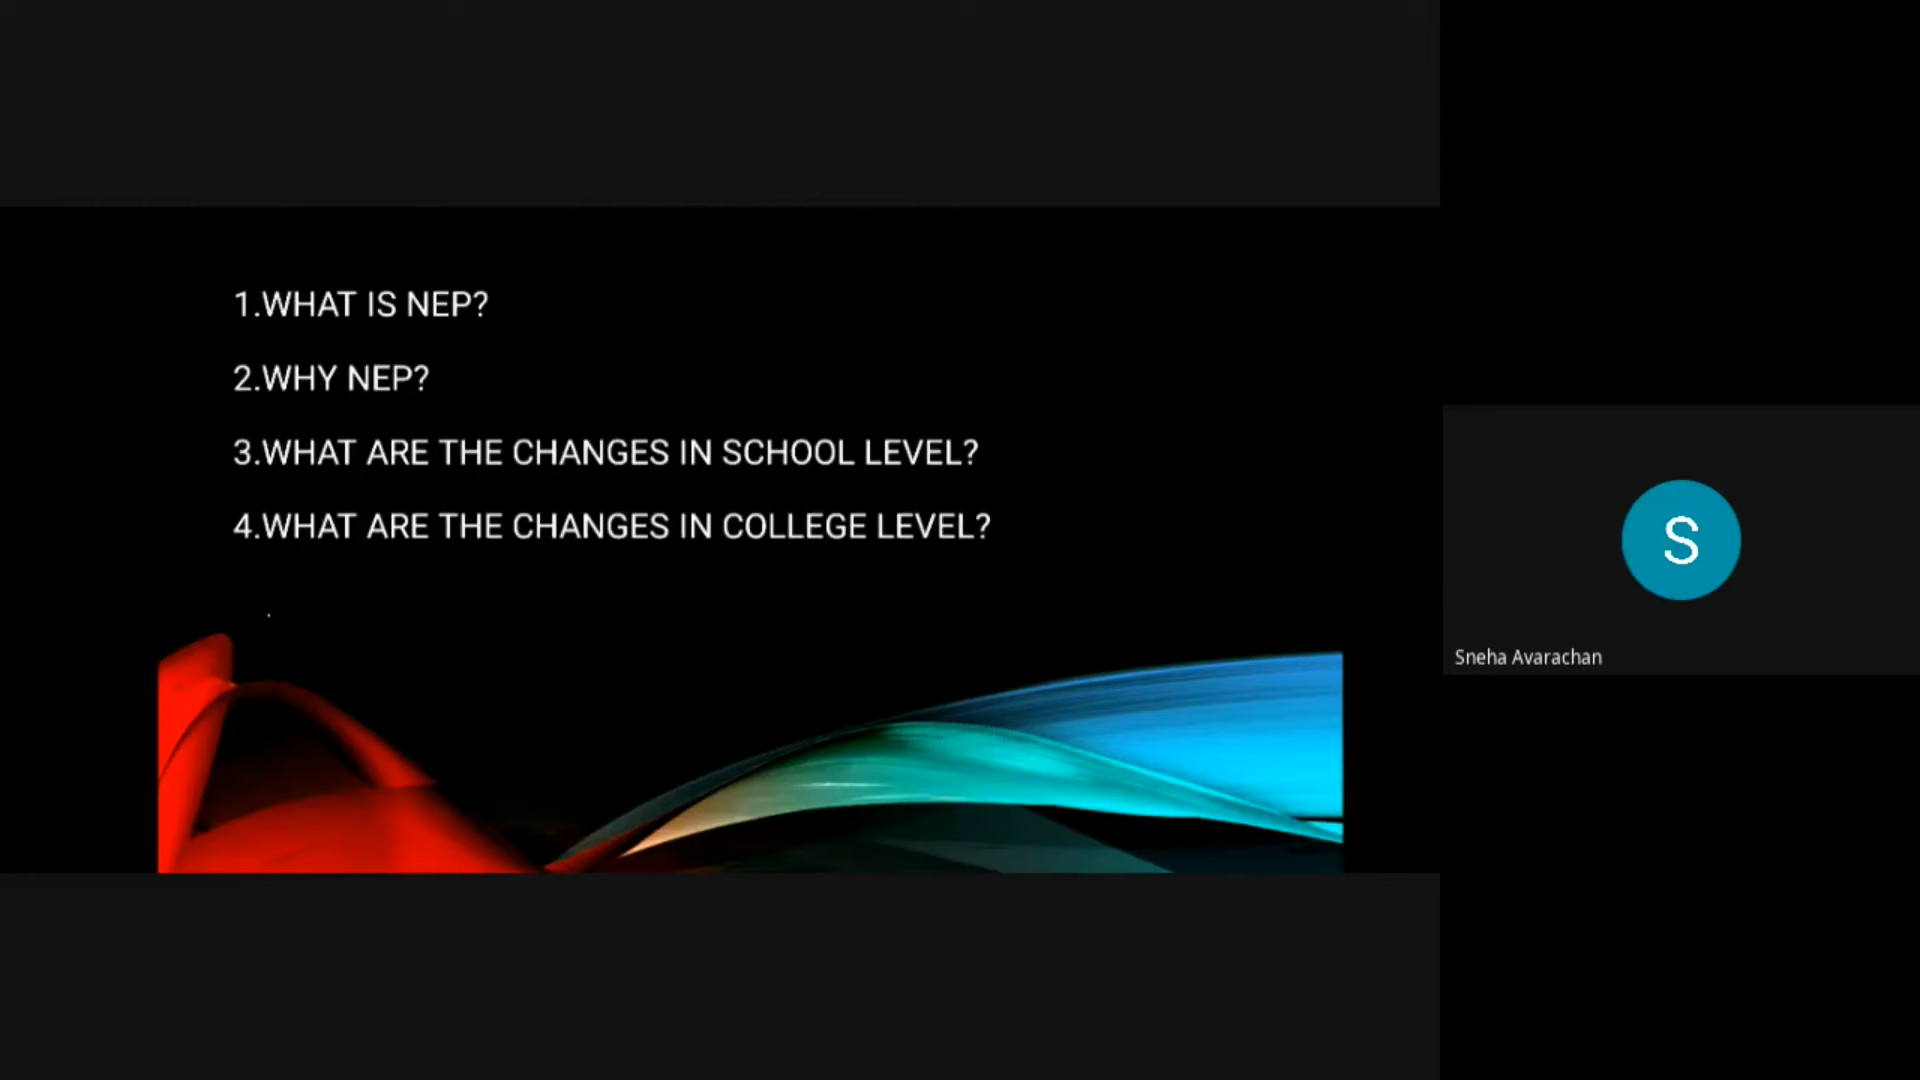 1.WHAT IS NEP?
2.WHY NEP?
3.WHAT ARE THE CHANGES IN SCHOOL LEVEL?
4.WHAT ARE THE CHANGES IN COLLEGE LEVEL?
S
Sneha Avarachan